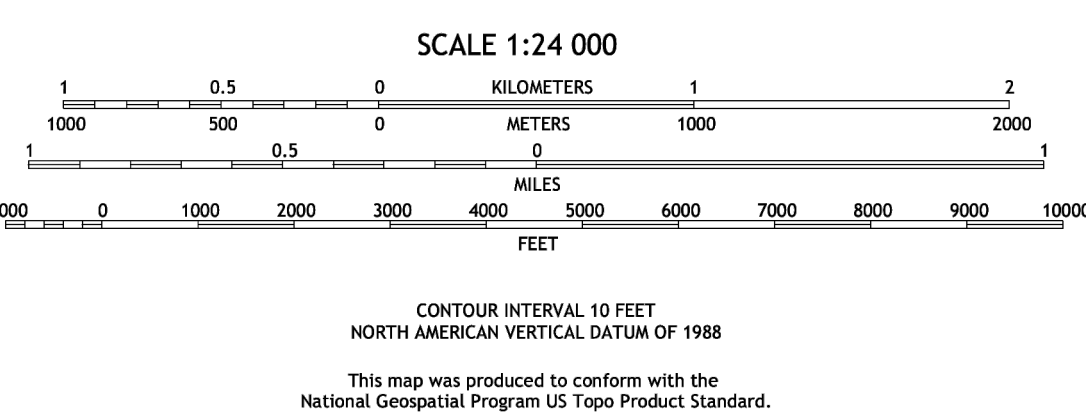 SCALE 1:24 000
1 0.5 0 KILOMETERS 1 2
1000 500 0 METERS 1000 2000
1 0.5 0 1
MILES
000 0 1000 2000 3000 4000 5000 6000 7000 8000 9000 10000
FEET
CONTOUR INTERVAL 10 FEET
NORTH AMERICAN VERTICAL DATUM OF 1988
This map was produced to conform with the
National Geospatial Program US Topo Product Standard.